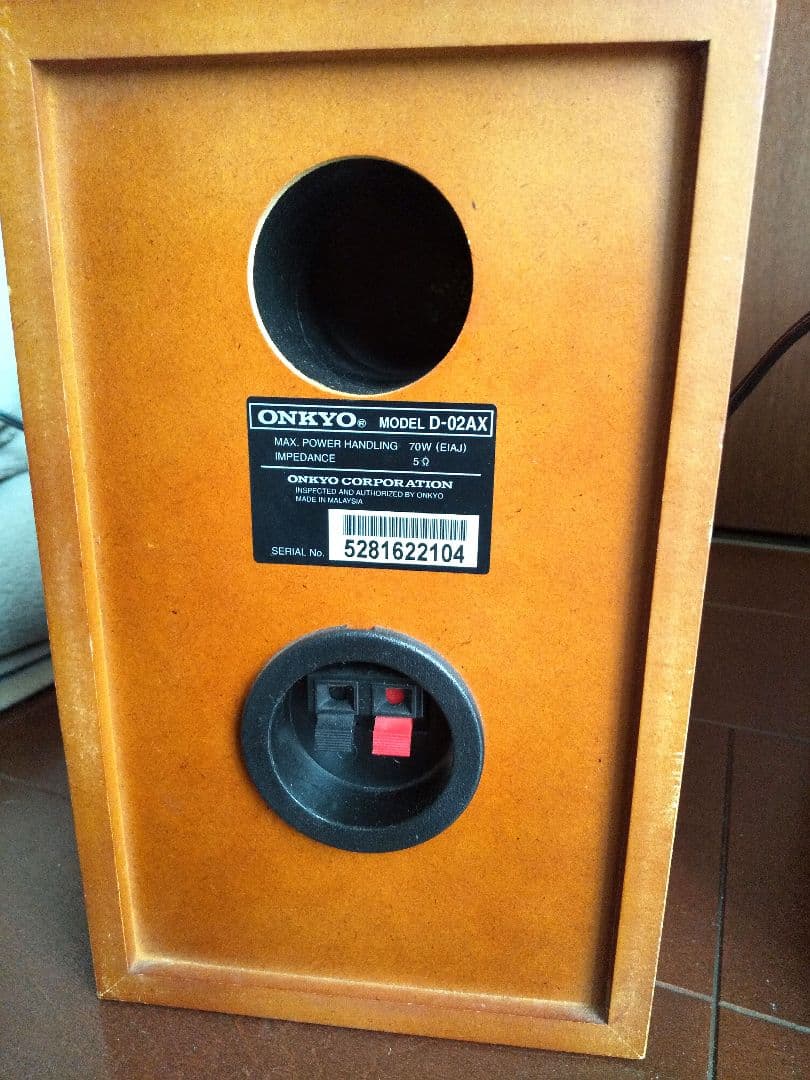 ONKYO® MODEL D-02AX
MAX. POWER HANDLING 70W (EIAJ)
IMPEDANCE 5Ω
ONKYO CORPORATION
INSPECTED AND AUTHORIZED BY ONKYO
MADE IN MALAYSIA
SERIAL No. 5281622104